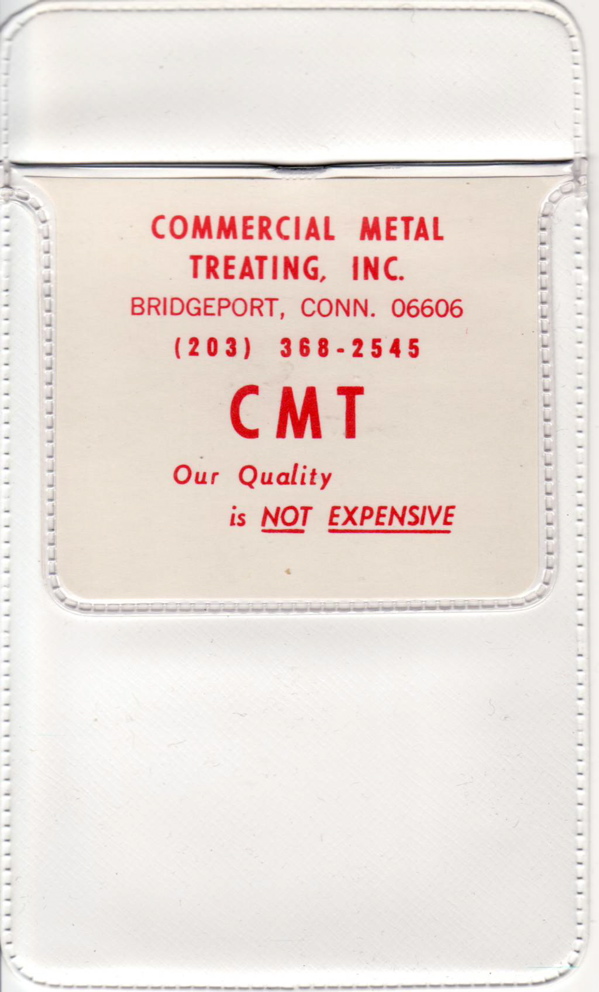 COMMERCIAL METAL
TREATING, INC.
BRIDGEPORT, CONN. 06606
(203) 368-2545
CMT
Our Quality
is NOT EXPENSIVE